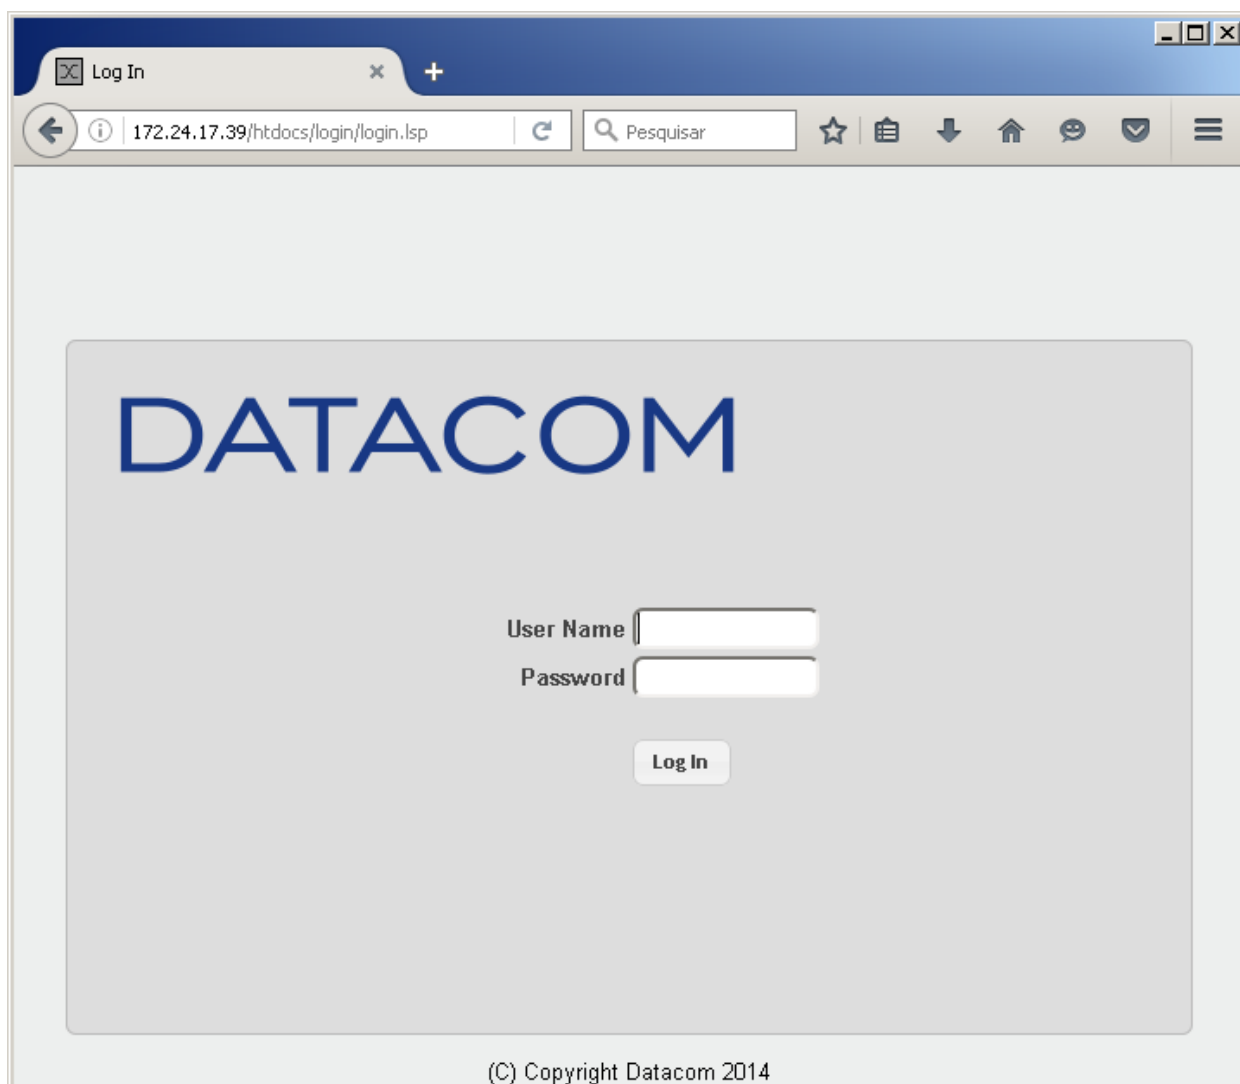 Log In
172.24.17.39/htdocs/login/login.lsp
Pesquisar
DATACOM
User Name
Password
Log In
(C) Copyright Datacom 2014